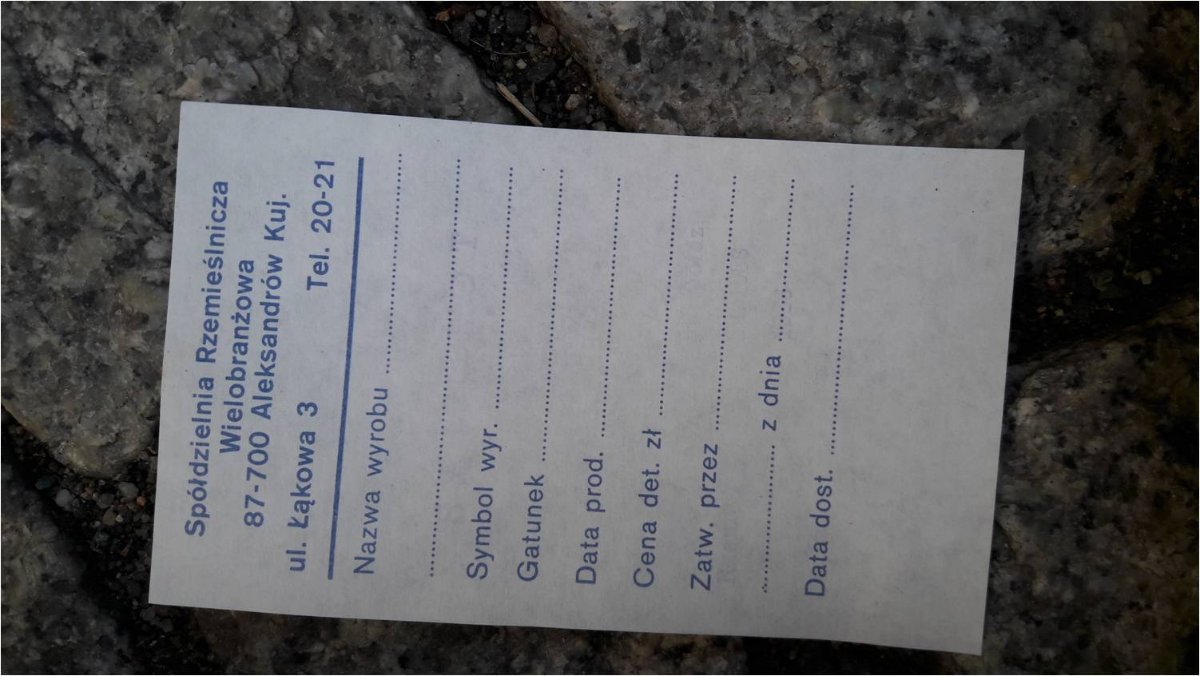 Spółdzielnia Rzemieślnicza
Wielobranżowa
87-700 Aleksandrów Kuj.
ul. Łąkowa 3 Tel. 20-21
Nazwa wyrobu ..............................
..........................................................
Symbol wyr. ..............................
Gatunek ........................................
Data prod. ....................................
Cena det. zł ..................................
Zatw. przez ..................................
.................... z dnia ......................
Data dost. ....................................